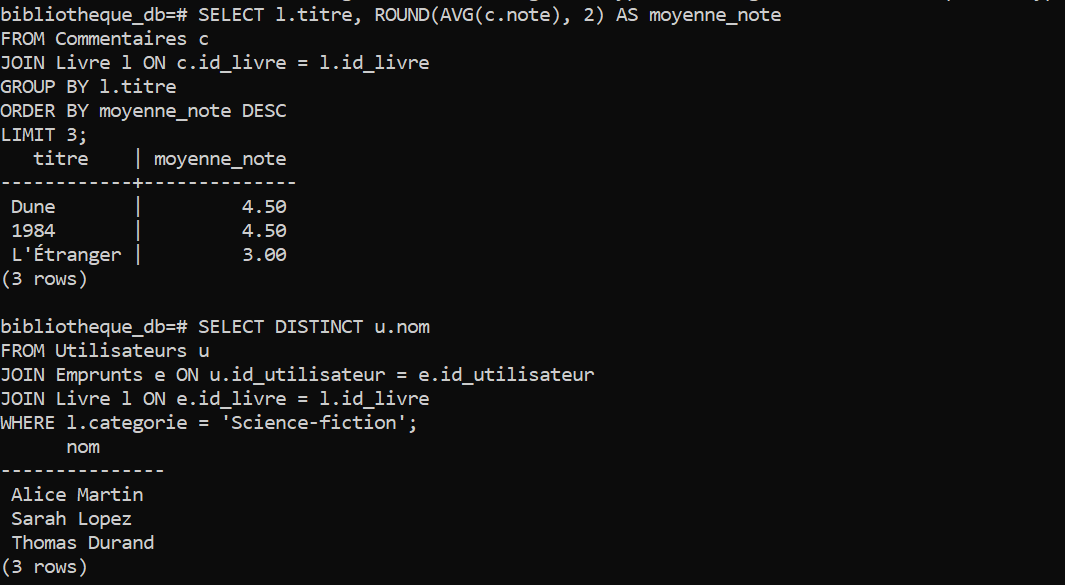 bibliotheque_db=# SELECT l.titre, ROUND(AVG(c.note), 2) AS moyenne_note
FROM Commentaires c
JOIN Livre l ON c.id_livre = l.id_livre
GROUP BY l.titre
ORDER BY moyenne_note DESC
LIMIT 3;
   titre    | moyenne_note
------------+--------------
 Dune       |         4.50
 1984       |         4.50
 L'Étranger |         3.00
(3 rows)
bibliotheque_db=# SELECT DISTINCT u.nom
FROM Utilisateurs u
JOIN Emprunts e ON u.id_utilisateur = e.id_utilisateur
JOIN Livre l ON e.id_livre = l.id_livre
WHERE l.categorie = 'Science-fiction';
      nom
---------------
 Alice Martin
 Sarah Lopez
 Thomas Durand
(3 rows)